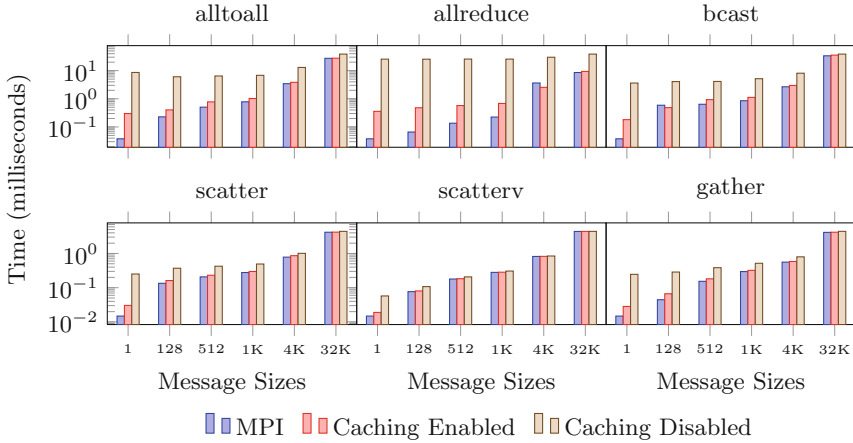 alltoall allreduce bcast
10^1
10^0
10^-1
scatter scatterv gather
10^0
10^-1
10^-2
Time (milliseconds)
1 128 512 1K 4K 32K 1 128 512 1K 4K 32K 1 128 512 1K 4K 32K
Message Sizes Message Sizes Message Sizes
MPI Caching Enabled Caching Disabled